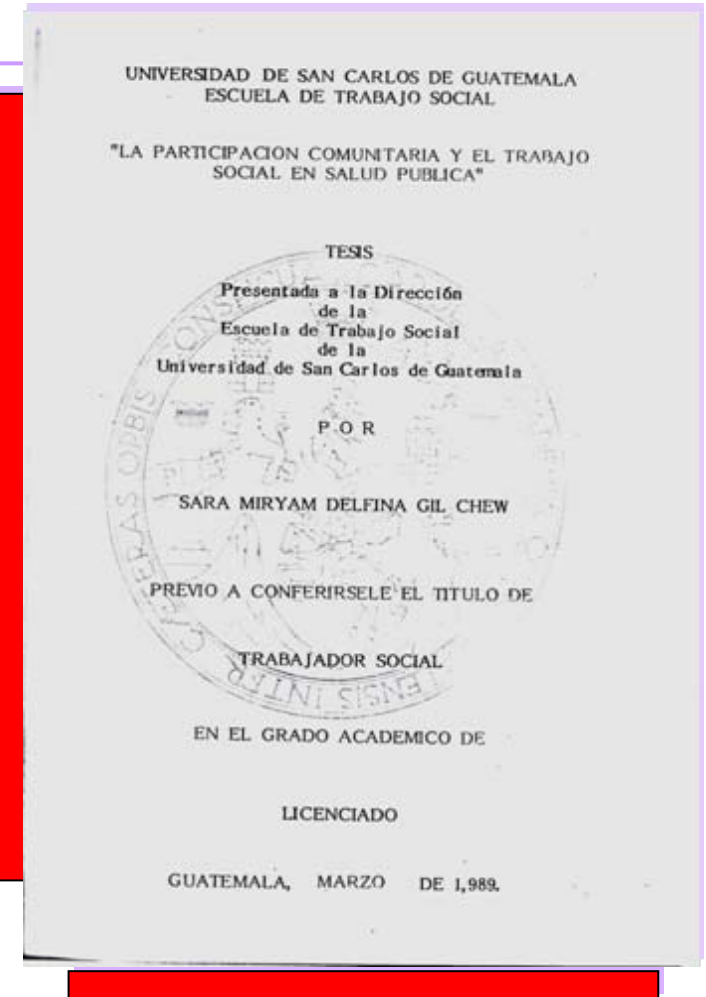 UNIVERSIDAD DE SAN CARLOS DE GUATEMALA
ESCUELA DE TRABAJO SOCIAL
"LA PARTICIPACION COMUNITARIA Y EL TRABAJO
SOCIAL EN SALUD PUBLICA"
TESIS
Presentada a la Dirección
de la
Escuela de Trabajo Social
de la
Universidad de San Carlos de Guatemala
P O R
SARA MIRYAM DELFINA GIL CHEW
PREVIO A CONFERIRSELE EL TITULO DE
TRABAJADOR SOCIAL
EN EL GRADO ACADEMICO DE
LICENCIADO
GUATEMALA, MARZO DE 1,989.